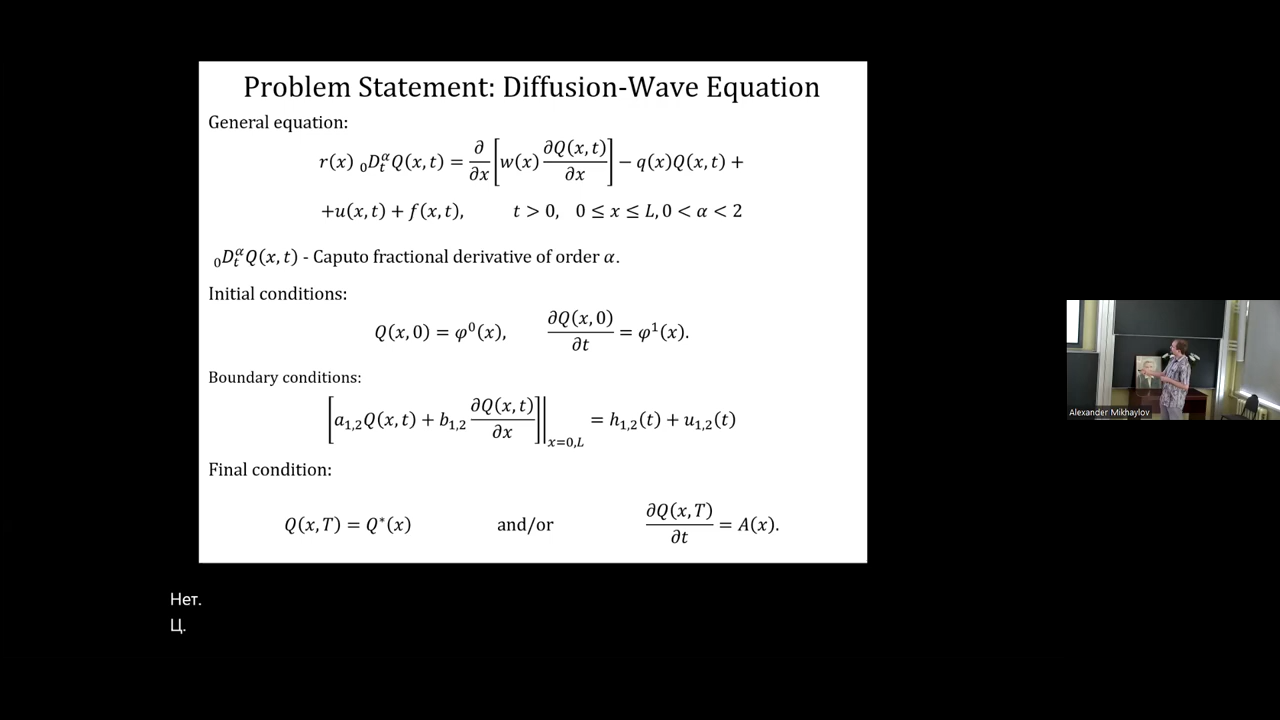 Problem Statement: Diffusion-Wave Equation
General equation:
r(x) ₀Dₜᵅ Q(x, t) = ∂/∂x [w(x) ∂Q(x, t)/∂x] − q(x)Q(x, t) +
+u(x, t) + f(x, t), t > 0, 0 ≤ x ≤ L, 0 < α < 2
₀Dₜᵅ Q(x, t) - Caputo fractional derivative of order α.
Initial conditions:
Q(x, 0) = φ⁰(x), ∂Q(x, 0)/∂t = φ¹(x).
Boundary conditions:
[a₁,₂Q(x, t) + b₁,₂ ∂Q(x, t)/∂x]|ₓ₌₀,L = h₁,₂(t) + u₁,₂(t)
Final condition:
Q(x, T) = Q*(x) and/or ∂Q(x, T)/∂t = A(x).
Alexander Mikhaylov
Нет.
Ц.